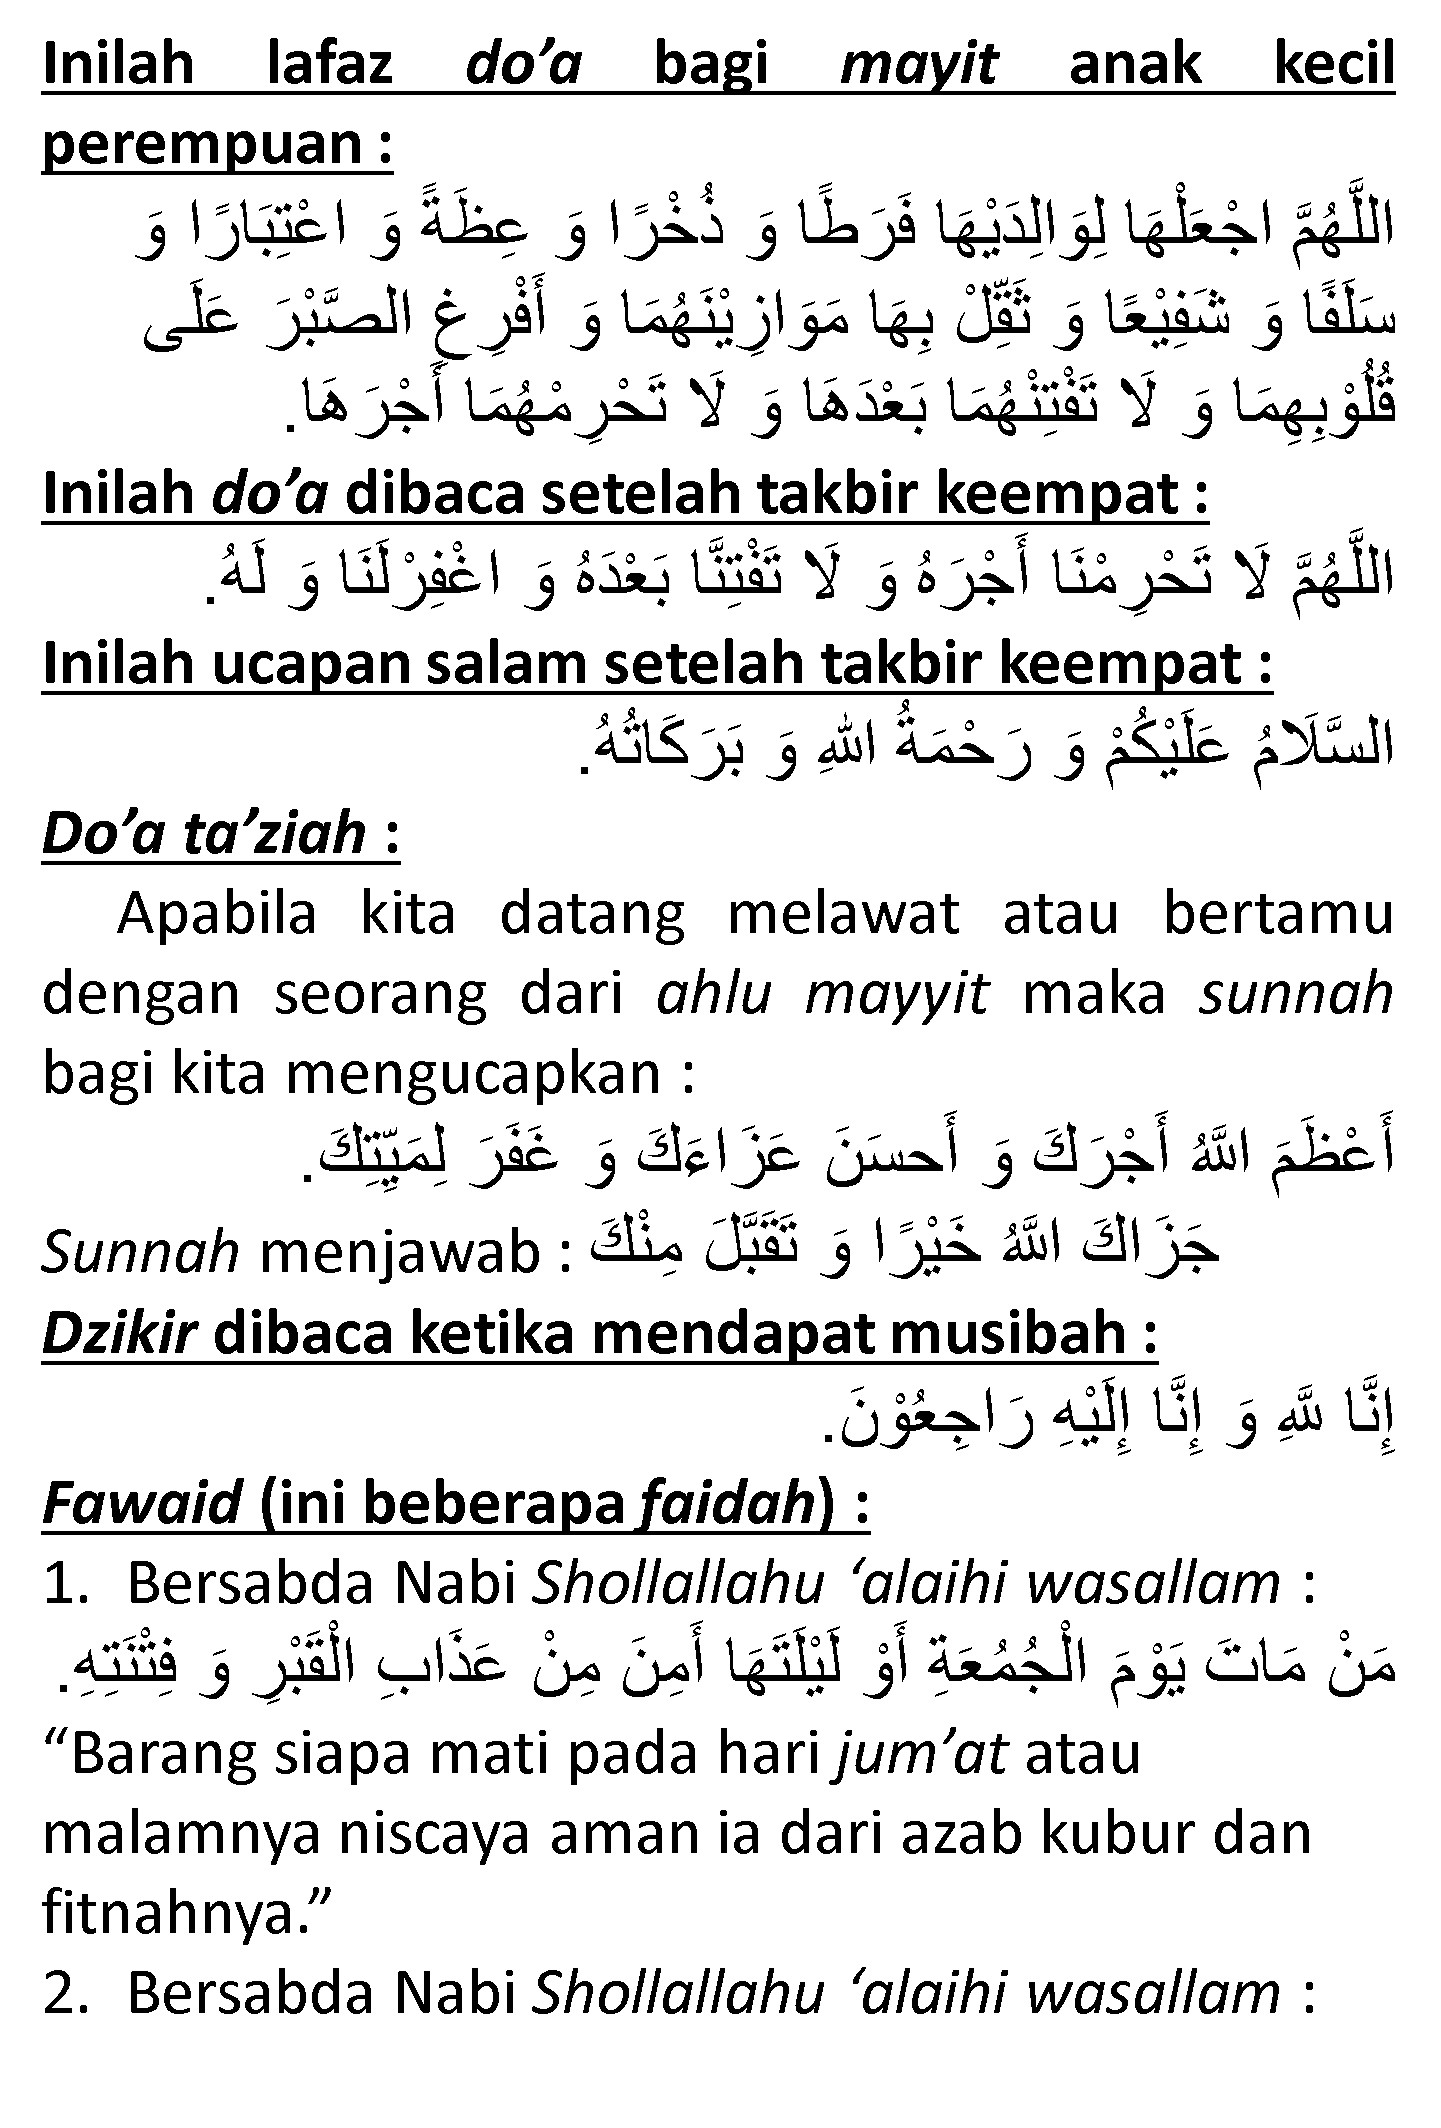 Inilah lafaz do’a bagi mayit anak kecil
perempuan :
اللَّهُمَّ اجْعَلْهَا لِوَالِدَيْهَا فَرَطًا وَ ذُخْرًا وَ عِظَةً وَ اعْتِبَارًا وَ
سَلَفًا وَ شَفِيْعًا وَ ثَقِّلْ بِهَا مَوَازِيْنَهُمَا وَ أَفْرِغِ الصَّبْرَ عَلَى
قُلُوْبِهِمَا وَ لَا تَفْتِنْهُمَا بَعْدَهَا وَ لَا تَحْرِمْهُمَا أَجْرَهَا.
Inilah do’a dibaca setelah takbir keempat :
اللَّهُمَّ لَا تَحْرِمْنَا أَجْرَهُ وَ لَا تَفْتِنَّا بَعْدَهُ وَ اغْفِرْلَنَا وَ لَهُ.
Inilah ucapan salam setelah takbir keempat :
السَّلَامُ عَلَيْكُمْ وَ رَحْمَةُ اللهِ وَ بَرَكَاتُهُ.
Do’a ta’ziah :
Apabila kita datang melawat atau bertamu
dengan seorang dari ahlu mayyit maka sunnah
bagi kita mengucapkan :
أَعْظَمَ اللَّهُ أَجْرَكَ وَ أَحسَنَ عَزَاءَكَ وَ غَفَرَ لِمَيِّتِكَ.
Sunnah menjawab : جَزَاكَ اللَّهُ خَيْرًا وَ تَقَبَّلَ مِنْكَ
Dzikir dibaca ketika mendapat musibah :
إِنَّا لِلَّهِ وَ إِنَّا إِلَيْهِ رَاجِعُوْنَ.
Fawaid (ini beberapa faidah) :
1. Bersabda Nabi Shollallahu ‘alaihi wasallam :
مَنْ مَاتَ يَوْمَ الْجُمُعَةِ أَوْ لَيْلَتَهَا أَمِنَ مِنْ عَذَابِ الْقَبْرِ وَ فِتْنَتِهِ.
“Barang siapa mati pada hari jum’at atau
malamnya niscaya aman ia dari azab kubur dan
fitnahnya.”
2. Bersabda Nabi Shollallahu ‘alaihi wasallam :